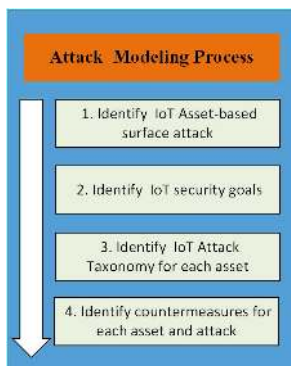 Attack Modeling Process
1. Identify IoT Asset-based
surface attack
2. Identify IoT security goals
3. Identify IoT Attack
Taxonomy for each asset
4. Identify countermeasures for
each asset and attack